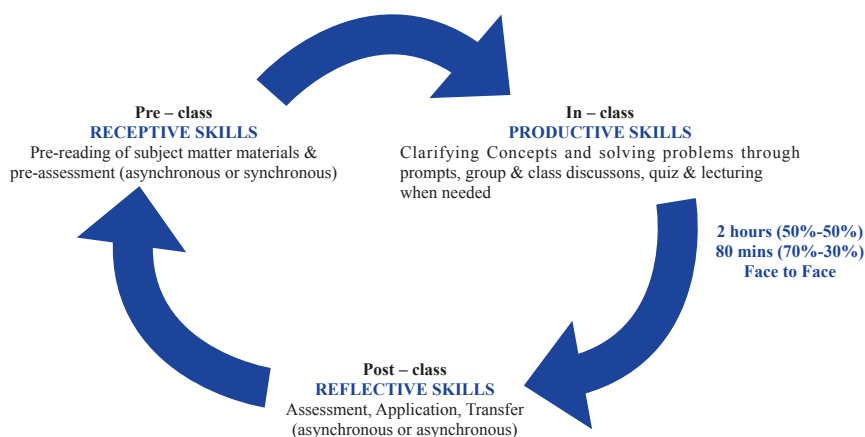 Pre – class
RECEPTIVE SKILLS
Pre-reading of subject matter materials &
pre-assessment (asynchronous or synchronous)
In – class
PRODUCTIVE SKILLS
Clarifying Concepts and solving problems through
prompts, group & class discussons, quiz & lecturing
when needed
2 hours (50%-50%)
80 mins (70%-30%)
Face to Face
Post – class
REFLECTIVE SKILLS
Assessment, Application, Transfer
(asynchronous or asynchronous)